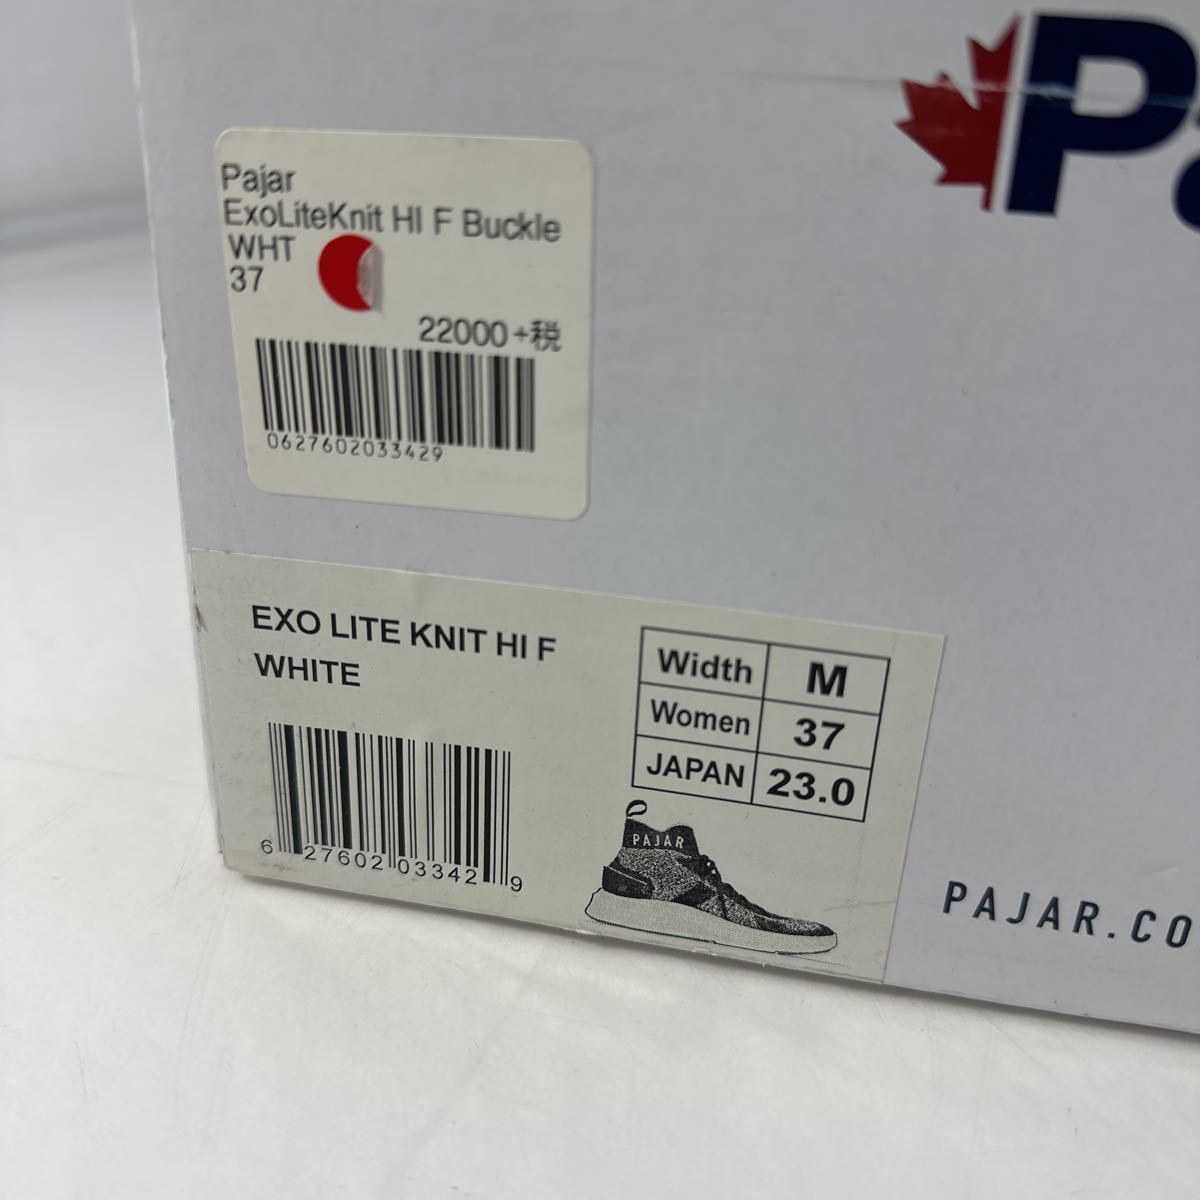 Pajar
ExoLiteKnit HI F Buckle
WHT
37
22000+税
0627602033429
EXO LITE KNIT HI F
WHITE
Width M
Women 37
JAPAN 23.0
6 27602 03342 9
PAJAR
PAJAR.CO